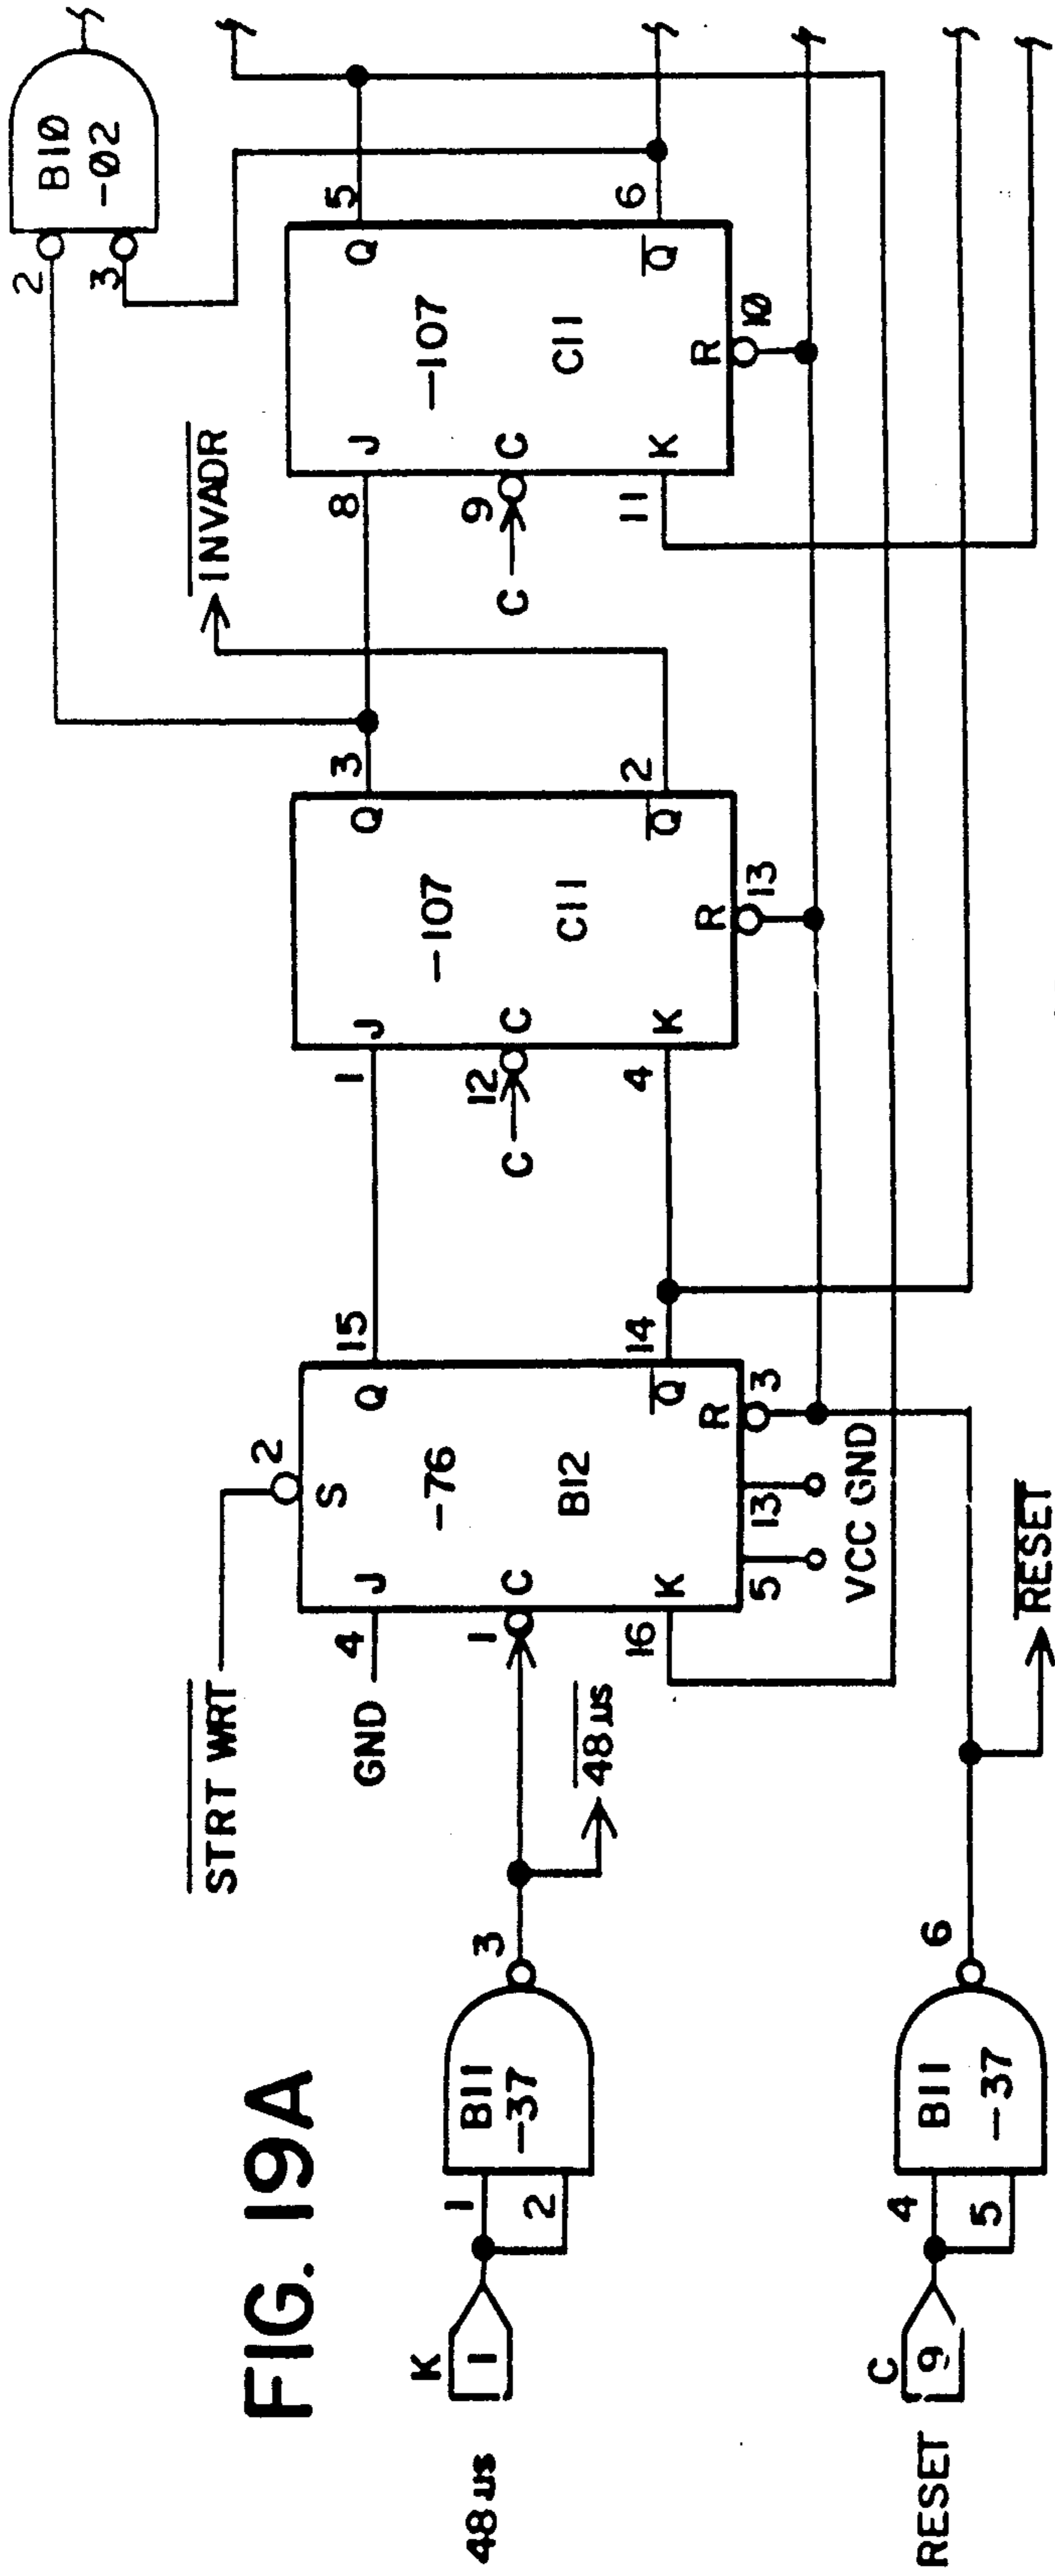 FIG. 19A
48 us
K
1
1
2
B11
-37
3
48 us
RESET
C
9
4
5
B11
-37
6
RESET
STRT WRT
2
GND
4
J
S
Q
15
-76
1
C
B12
16
K
Q
14
R
3
5
13
VCC GND
1
J
Q
3
-107
C
12
C
C11
4
K
Q
2
R
13
INVADR
8
J
Q
5
-107
C
9
C
C11
11
K
Q
6
R
10
2
3
B10
-02